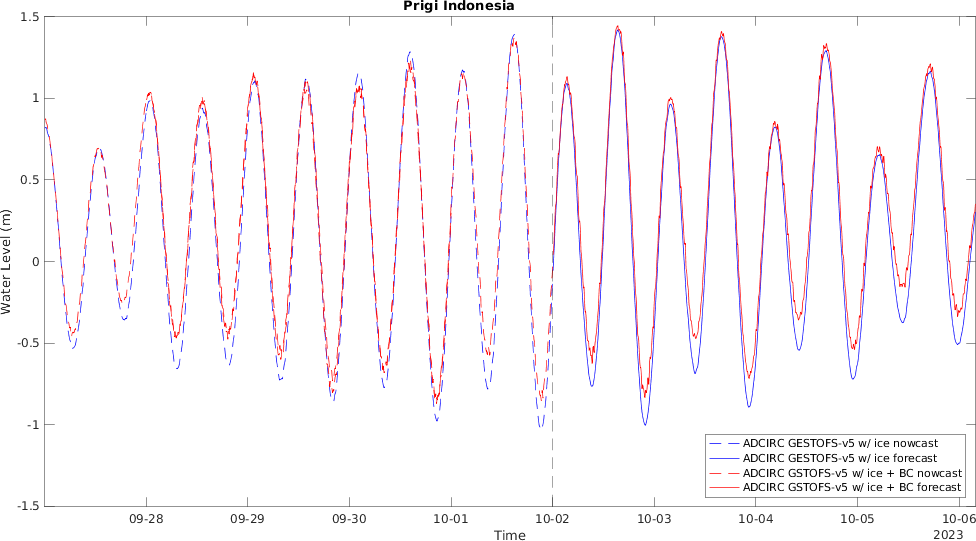 Prigi Indonesia
1.5
1
0.5
0
-0.5
-1
-1.5
Water Level (m)
ADCIRC GESTOFS-v5 w/ ice nowcast
ADCIRC GESTOFS-v5 w/ ice forecast
ADCIRC GSTOFS-v5 w/ ice + BC nowcast
ADCIRC GSTOFS-v5 w/ ice + BC forecast
09-28 09-29 09-30 10-01 10-02 10-03 10-04 10-05 10-06
Time 2023